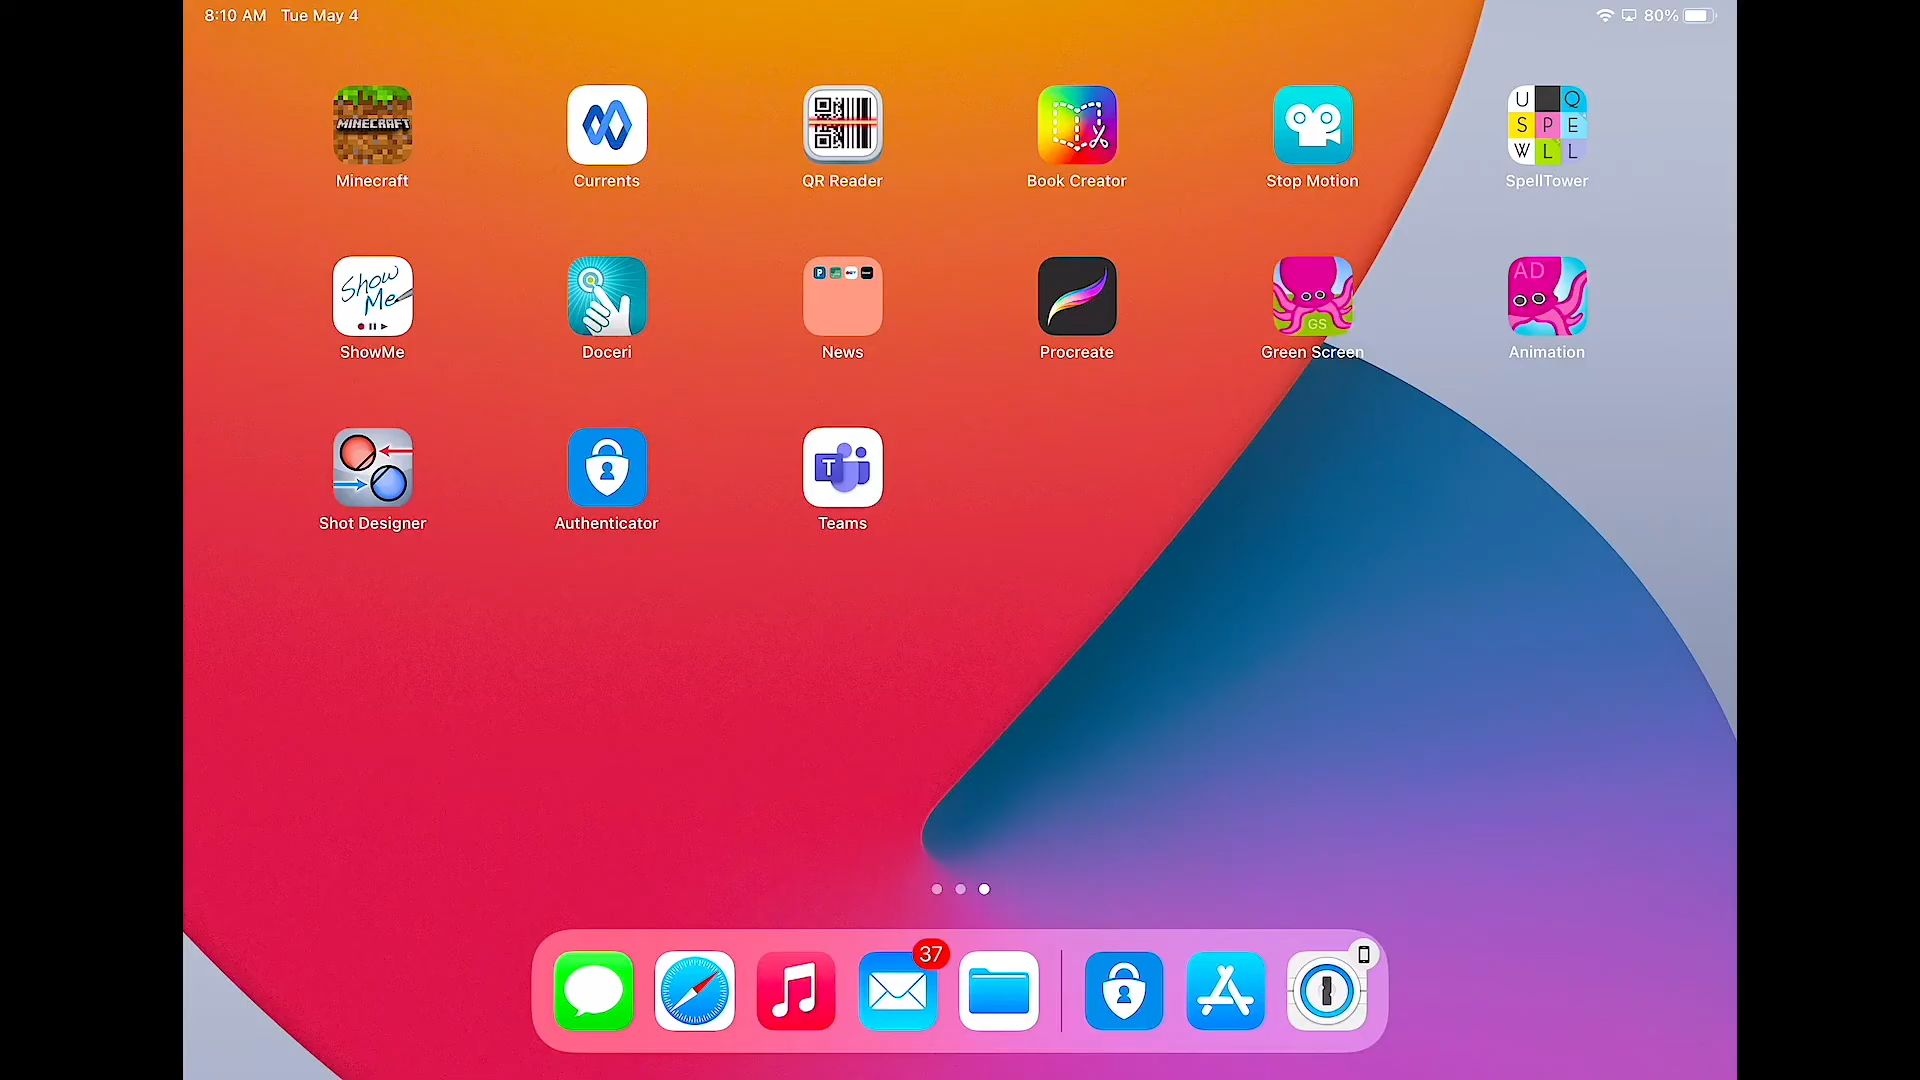 8:10 AM Tue May 4
80%
MINECRAFT
U Q
S P E
W L L
Minecraft
Currents
QR Reader
Book Creator
Stop Motion
SpellTower
Show
Me
P
GS
AD
ShowMe
Doceri
News
Procreate
Green Screen
Animation
T
Shot Designer
Authenticator
Teams
37